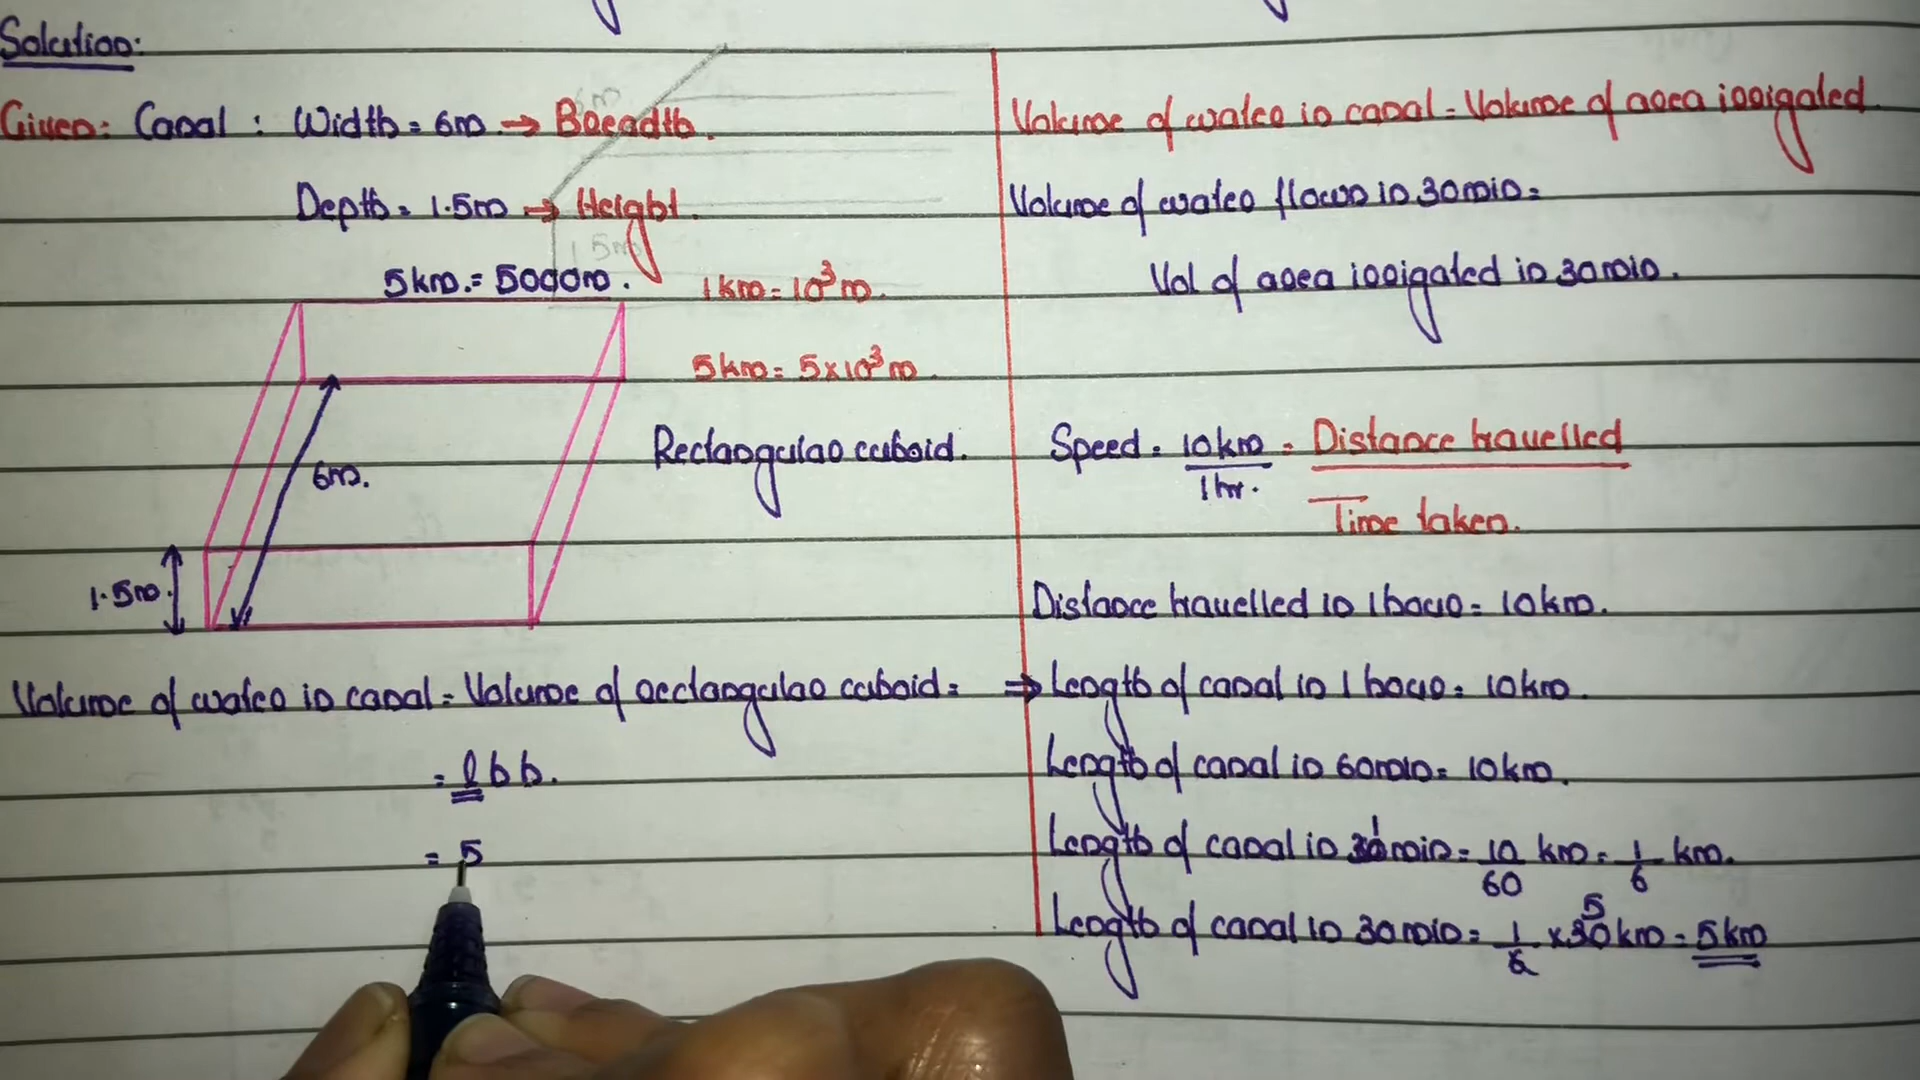 Solution:
Given: Canal : Width = 6m → Breadth.
Depth = 1.5m → Height.
5km = 5000m.
1km = 10³m.
5km = 5×10³m.
Rectangular cuboid.
6m.
1.5m.
Volume of water in canal = Volume of rectangular cuboid =
= lbh.
= 5
Volume of water in canal = Volume of area irrigated
Volume of water flown in 30min =
Vol of area irrigated in 30min.
Speed = 10km/1hr. = Distance travelled/Time taken.
Distance travelled in 1hour = 10km.
⇒ Length of canal in 1hour = 10km.
Length of canal in 60min = 10km.
Length of canal in 1min = 10/60 km = 1/6 km.
Length of canal in 30min = 1/6 × 30 5 km = 5km